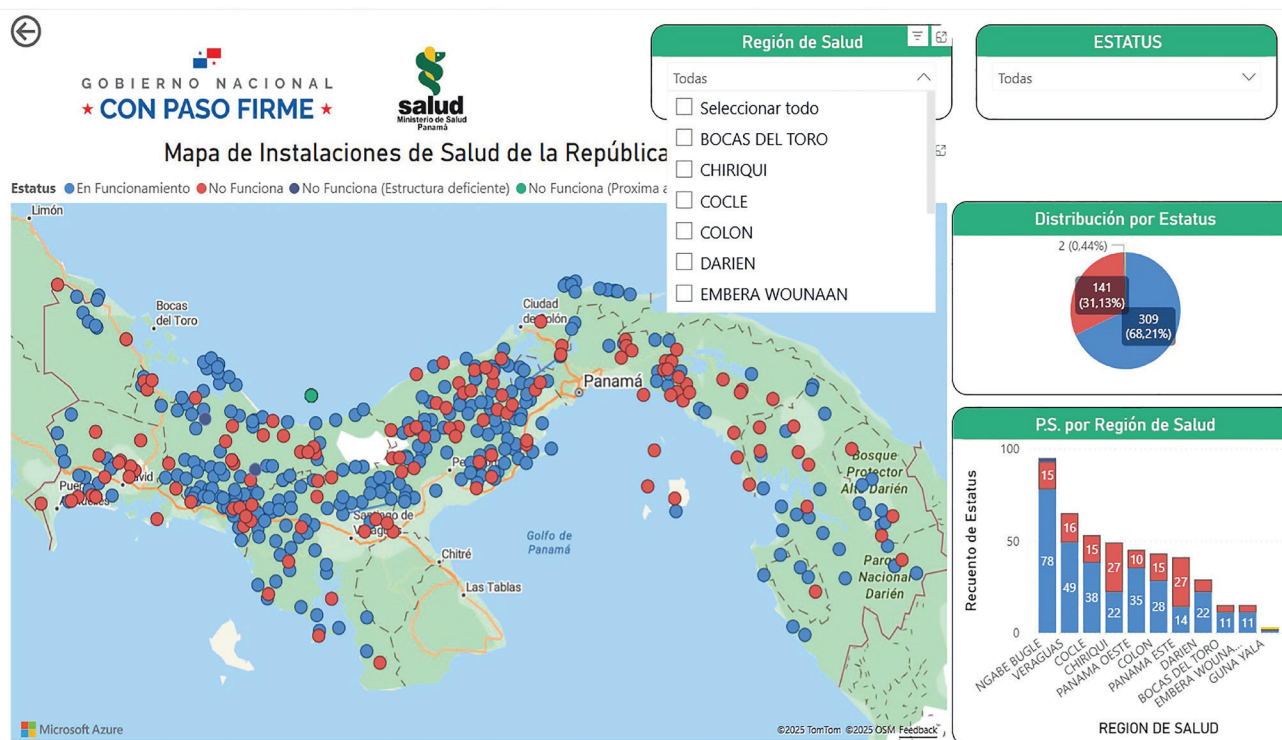 GOBIERNO NACIONAL
★ CON PASO FIRME ★
salud
Ministerio de Salud
Panamá
Región de Salud
Todas
Seleccionar todo
BOCAS DEL TORO
CHIRIQUI
COCLE
COLON
DARIEN
EMBERA WOUNAAN
ESTATUS
Todas
Mapa de Instalaciones de Salud de la República
Estatus En Funcionamiento No Funciona No Funciona (Estructura deficiente) No Funciona (Proxima a
Limón
Bocas
del Toro
Ciudad
de Colón
Panamá
Santiago de
Veraguas
Chitré
Las Tablas
Golfo de
Panamá
Bosque
Protector
Alto Darién
Parque
Nacional
Darién
Microsoft Azure
©2025 TomTom ©2025 OSM Feedback
Distribución por Estatus
2 (0,44%)
141
(31,13%)
309
(68,21%)
P.S. por Región de Salud
Recuento de Estatus
100
50
0
15
78
16
49
15
38
27
22
10
35
15
28
27
14
22
11
11
NGABE BUGLE
VERAGUAS
COCLE
CHIRIQUI
PANAMA OESTE
COLON
PANAMA ESTE
DARIEN
BOCAS DEL TORO
EMBERA WOUNA...
GUNA YALA
REGION DE SALUD